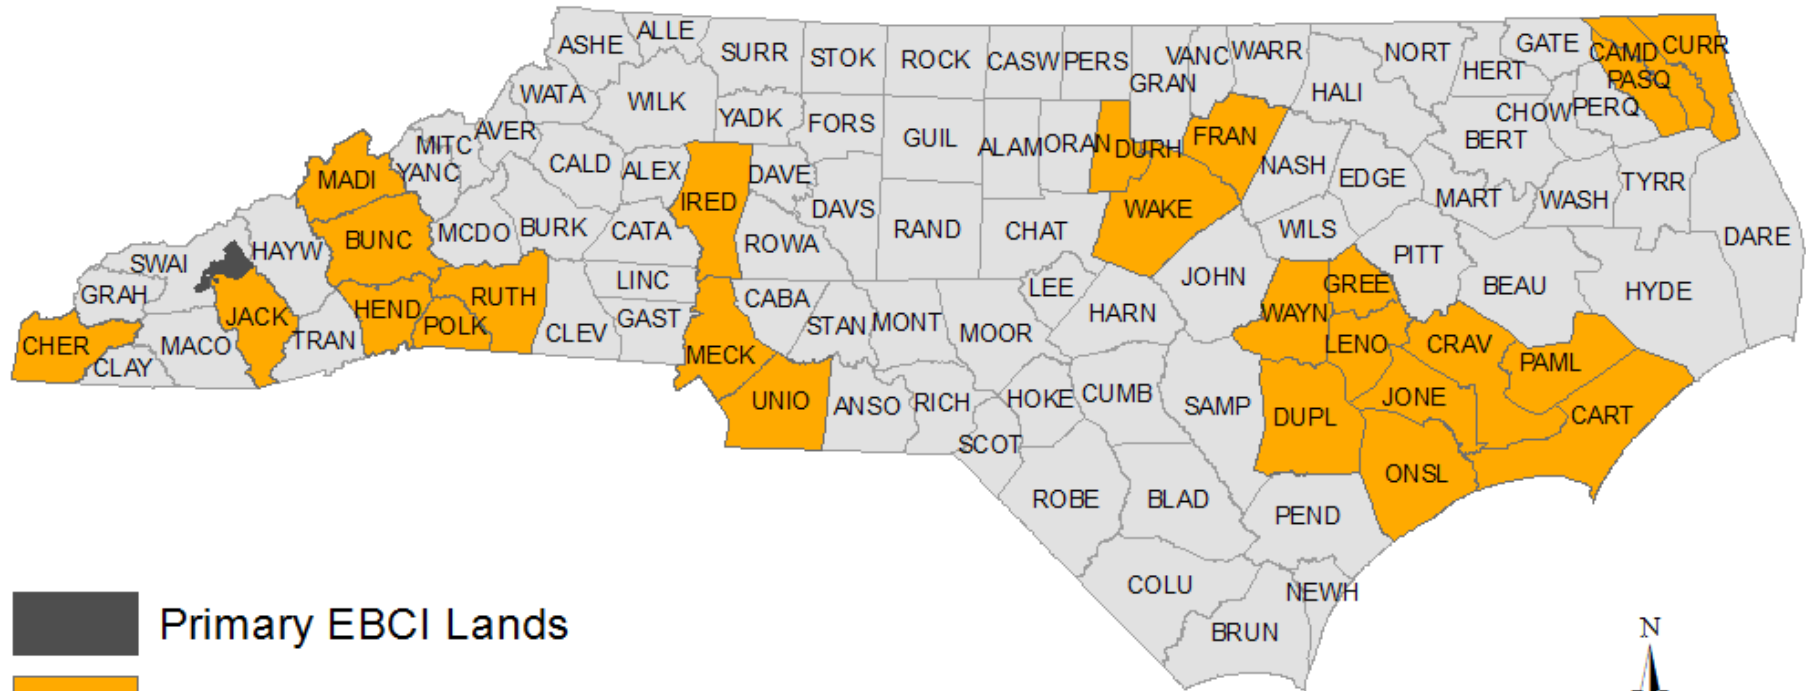 ALLE
ASHE
SURR
STOK
ROCK
CASW
PERS
VANC
WARR
NORT
GATE
CAMD
CURR
GRAN
HERT
PASQ
WATA
WILK
HALI
CHOW
PERQ
YADK
FORS
AVER
MITC
GUIL
ALAM
ORAN
DURH
FRAN
BERT
YANC
CALD
ALEX
DAVE
NASH
EDGE
MADI
TYRR
IRED
DAVS
WAKE
MART
WASH
BUNC
MCDO
BURK
CATA
ROWA
RAND
CHAT
WILS
DARE
HAYW
SWAI
PITT
JOHN
LINC
GREE
LEE
BEAU
HYDE
GRAH
RUTH
CABA
HEND
JACK
GAST
POLK
STAN
MONT
HARN
WAYN
MOOR
CLEV
TRAN
CHER
MACO
LENO
CRAV
MECK
PAML
CLAY
UNIO
ANSO
RICH
HOKE
CUMB
SAMP
JONE
DUPL
CART
SCOT
ONSL
ROBE
BLAD
PEND
COLU
NEWH
BRUN
Primary EBCI Lands
N